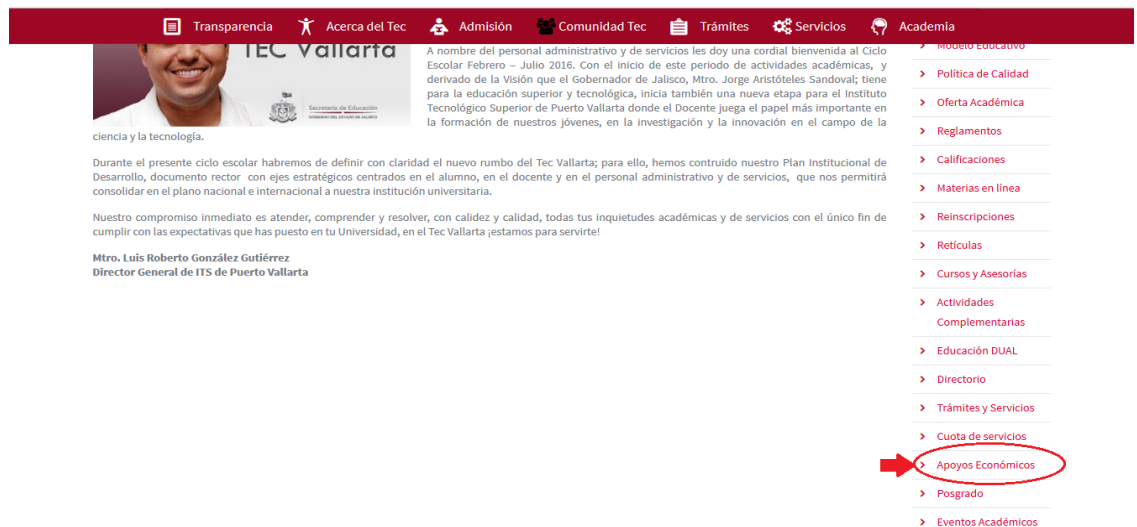 Transparencia Acerca del Tec Admisión Comunidad Tec Trámites Servicios Academia
TEC Vallarta
Secretaría de Educación
GOBIERNO DEL ESTADO DE JALISCO
A nombre del personal administrativo y de servicios les doy una cordial bienvenida al Ciclo
Escolar Febrero – Julio 2016. Con el inicio de este periodo de actividades académicas, y
derivado de la Visión que el Gobernador de Jalisco, Mtro. Jorge Aristóteles Sandoval; tiene
para la educación superior y tecnológica, inicia también una nueva etapa para el Instituto
Tecnológico Superior de Puerto Vallarta donde el Docente juega el papel más importante en
la formación de nuestros jóvenes, en la investigación y la innovación en el campo de la
ciencia y la tecnología.
Durante el presente ciclo escolar habremos de definir con claridad el nuevo rumbo del Tec Vallarta; para ello, hemos contruido nuestro Plan Institucional de
Desarrollo, documento rector con ejes estratégicos centrados en el alumno, en el docente y en el personal administrativo y de servicios, que nos permitirá
consolidar en el plano nacional e internacional a nuestra institución universitaria.
Nuestro compromiso inmediato es atender, comprender y resolver, con calidez y calidad, todas tus inquietudes académicas y de servicios con el único fin de
cumplir con las expectativas que has puesto en tu Universidad, en el Tec Vallarta ¡estamos para servirte!
Mtro. Luis Roberto González Gutiérrez
Director General de ITS de Puerto Vallarta
Modelo Educativo
Política de Calidad
Oferta Académica
Reglamentos
Calificaciones
Materias en línea
Reinscripciones
Retículas
Cursos y Asesorías
Actividades
Complementarias
Educación DUAL
Directorio
Trámites y Servicios
Cuota de servicios
Apoyos Económicos
Posgrado
Eventos Académicos